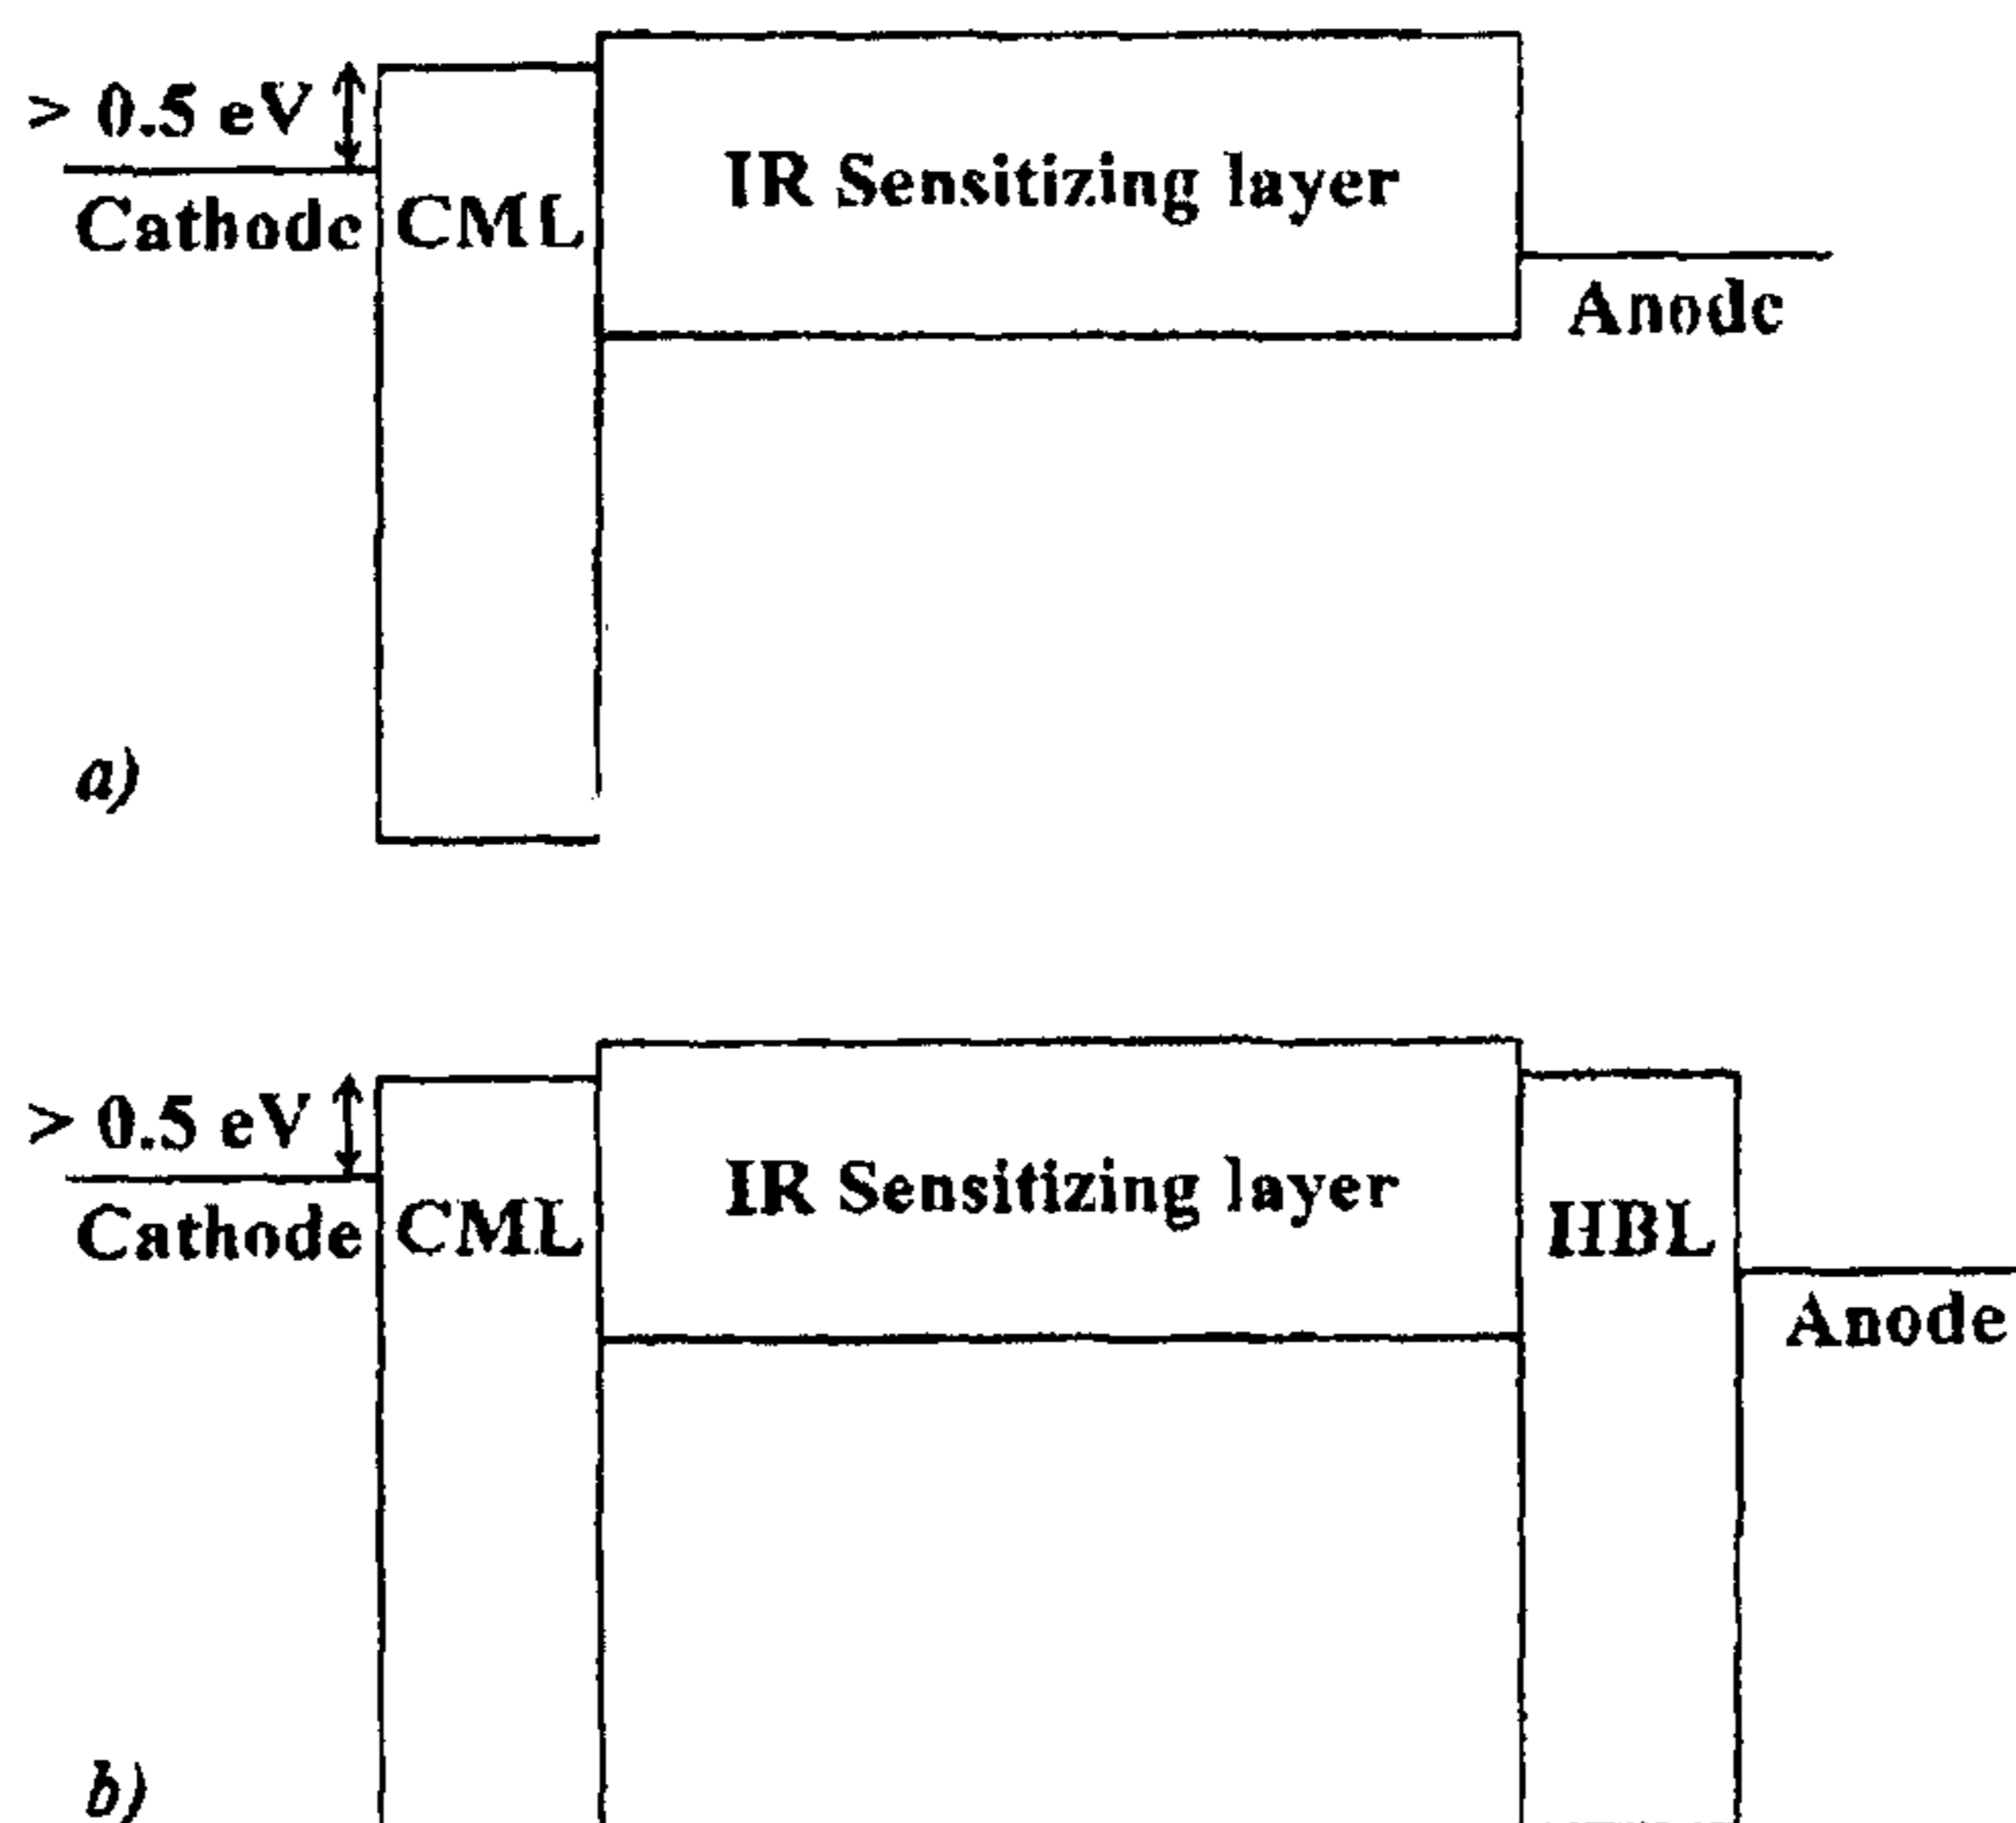 > 0.5 eV
IR Sensitizing layer
Cathode CML
Anode
a)
> 0.5 eV
IR Sensitizing layer
Cathode CML
HBL
Anode
b)